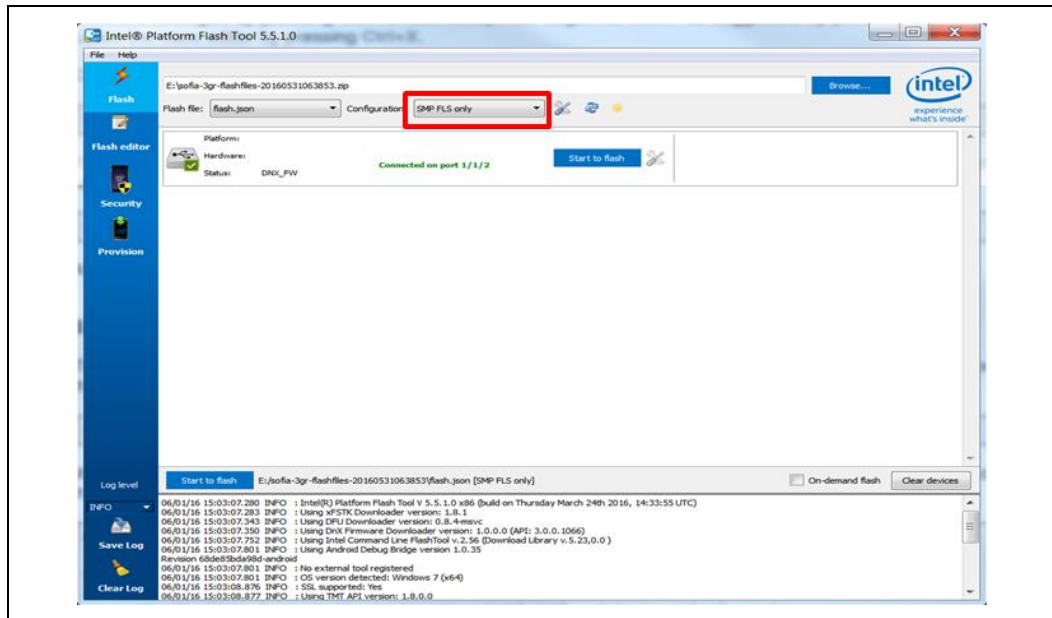 Intel® Platform Flash Tool 5.5.1.0
File Help
Flash
Flash editor
Security
Provision
Log level
INFO
Save Log
Clear Log
E:\sofia-3gr-flashfiles-20160531063853.zip
Browse...
Flash file: flash.json Configuration SMP FLS only
intel
experience
what's inside™
Platform:
Hardware:
Status: DNX_FW
Connected on port 1/1/2
Start to flash
Start to flash E:/sofia-3gr-flashfiles-20160531063853\flash.json [SMP FLS only]
On-demand flash Clear devices
06/01/16 15:03:07.280 INFO : Intel(R) Platform Flash Tool V 5.5.1.0 x86 (build on Thursday March 24th 2016, 14:33:55 UTC)
06/01/16 15:03:07.283 INFO : Using xFSTK Downloader version: 1.8.1
06/01/16 15:03:07.343 INFO : Using DFU Downloader version: 0.8.4-msvc
06/01/16 15:03:07.350 INFO : Using DnX Firmware Downloader version: 1.0.0.0 (API: 3.0.0.1066)
06/01/16 15:03:07.752 INFO : Using Intel Command Line FlashTool v.2.56 (Download Library v.5.23,0.0 )
06/01/16 15:03:07.801 INFO : Using Android Debug Bridge version 1.0.35
Revision 68de85bda98d-android
06/01/16 15:03:07.801 INFO : No external tool registered
06/01/16 15:03:07.801 INFO : OS version detected: Windows 7 (x64)
06/01/16 15:03:08.876 INFO : SSL supported: Yes
06/01/16 15:03:08.877 INFO : Using TMT API version: 1.8.0.0